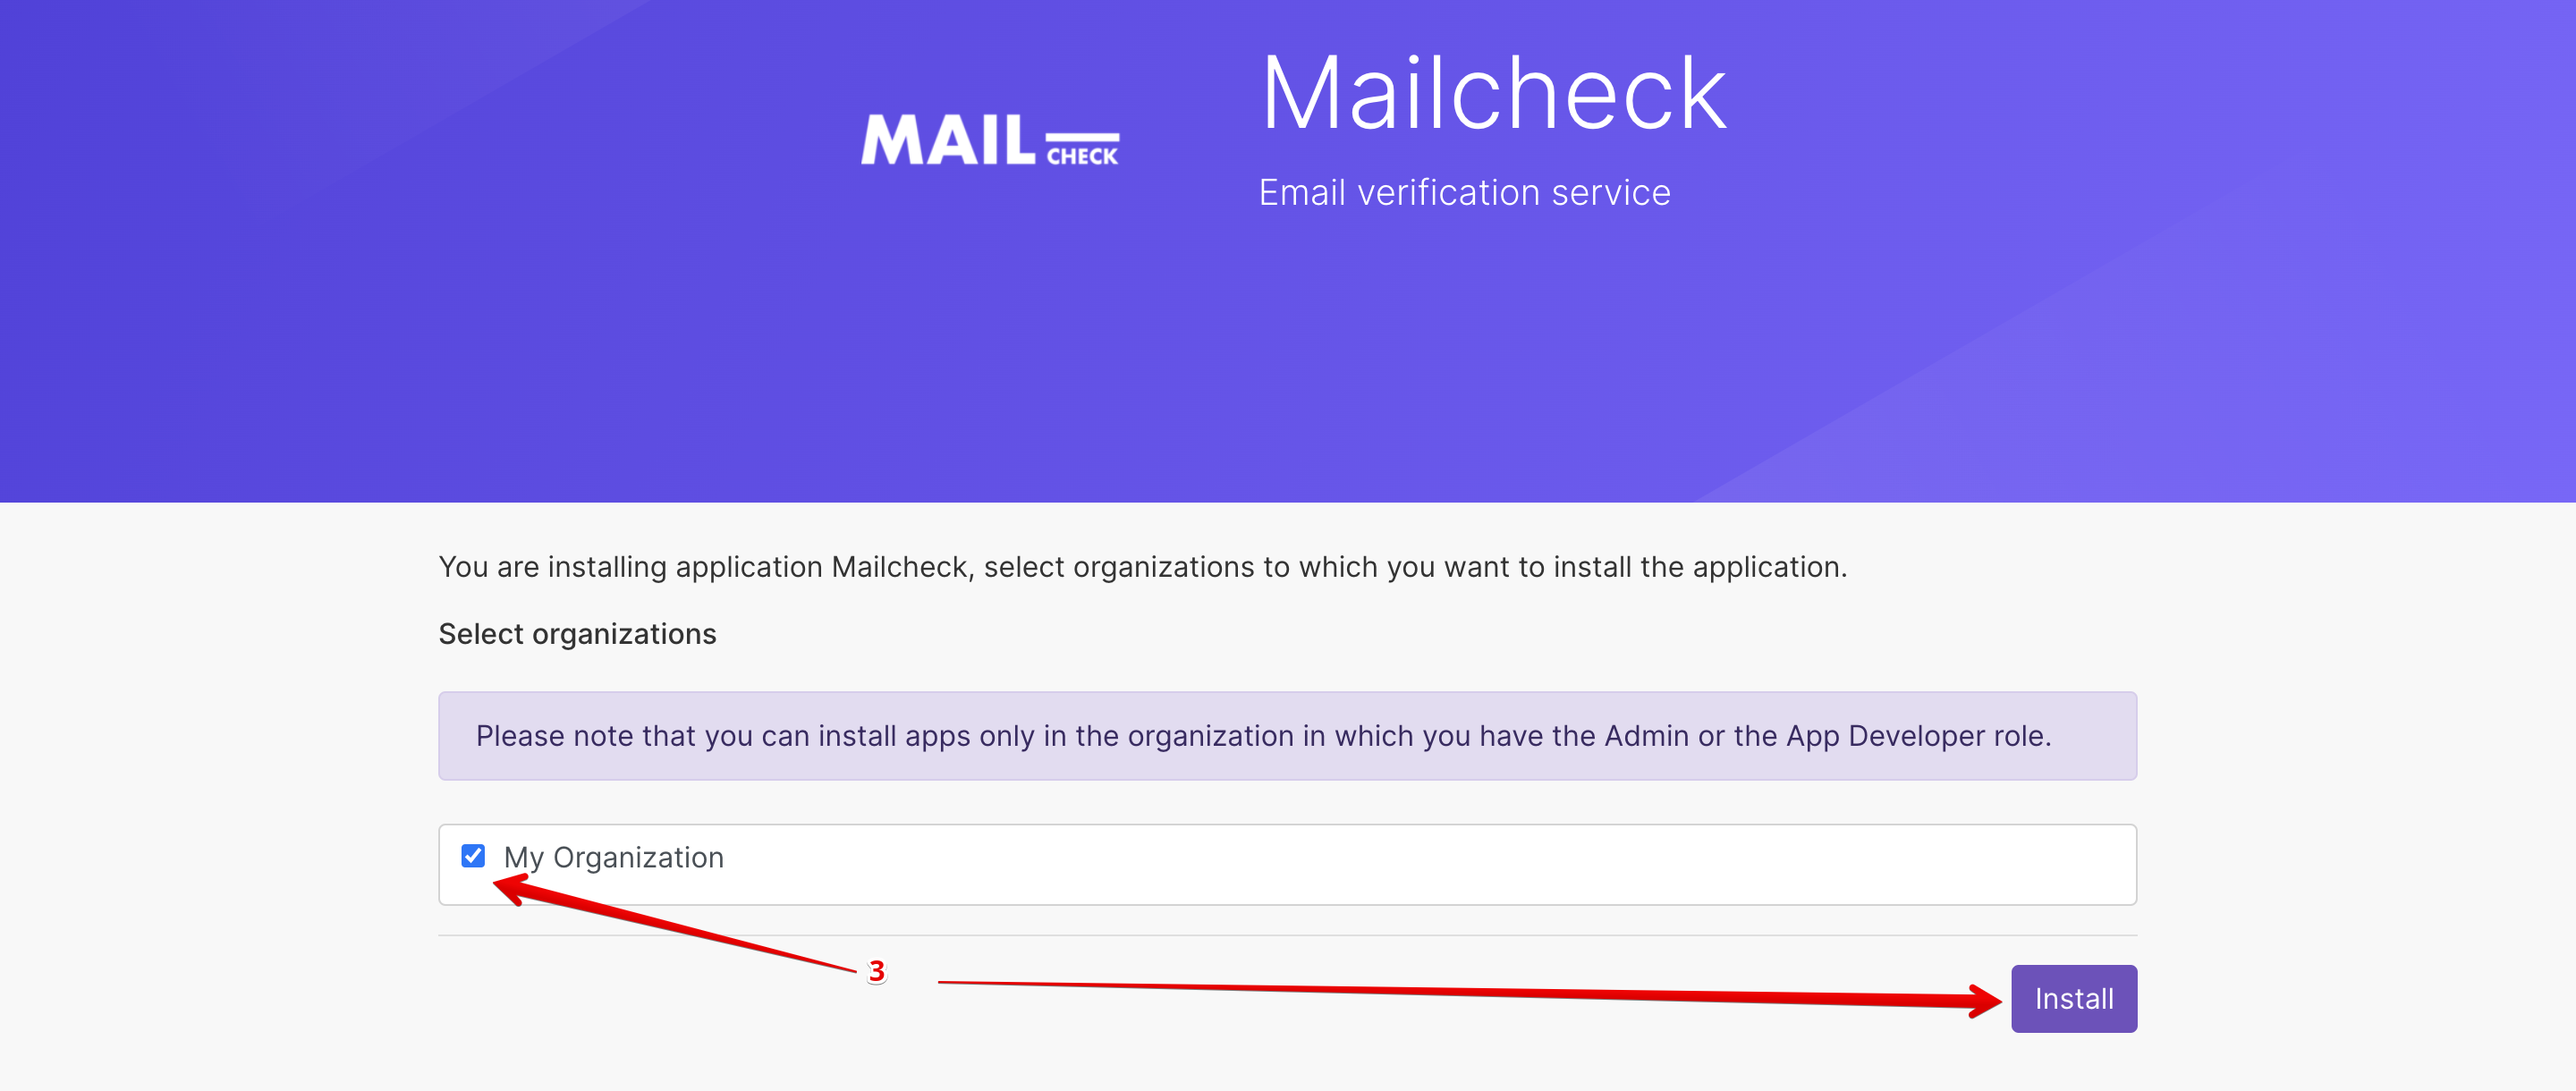 MAIL CHECK
Mailcheck
Email verification service
You are installing application Mailcheck, select organizations to which you want to install the application.
Select organizations
Please note that you can install apps only in the organization in which you have the Admin or the App Developer role.
My Organization
3
Install